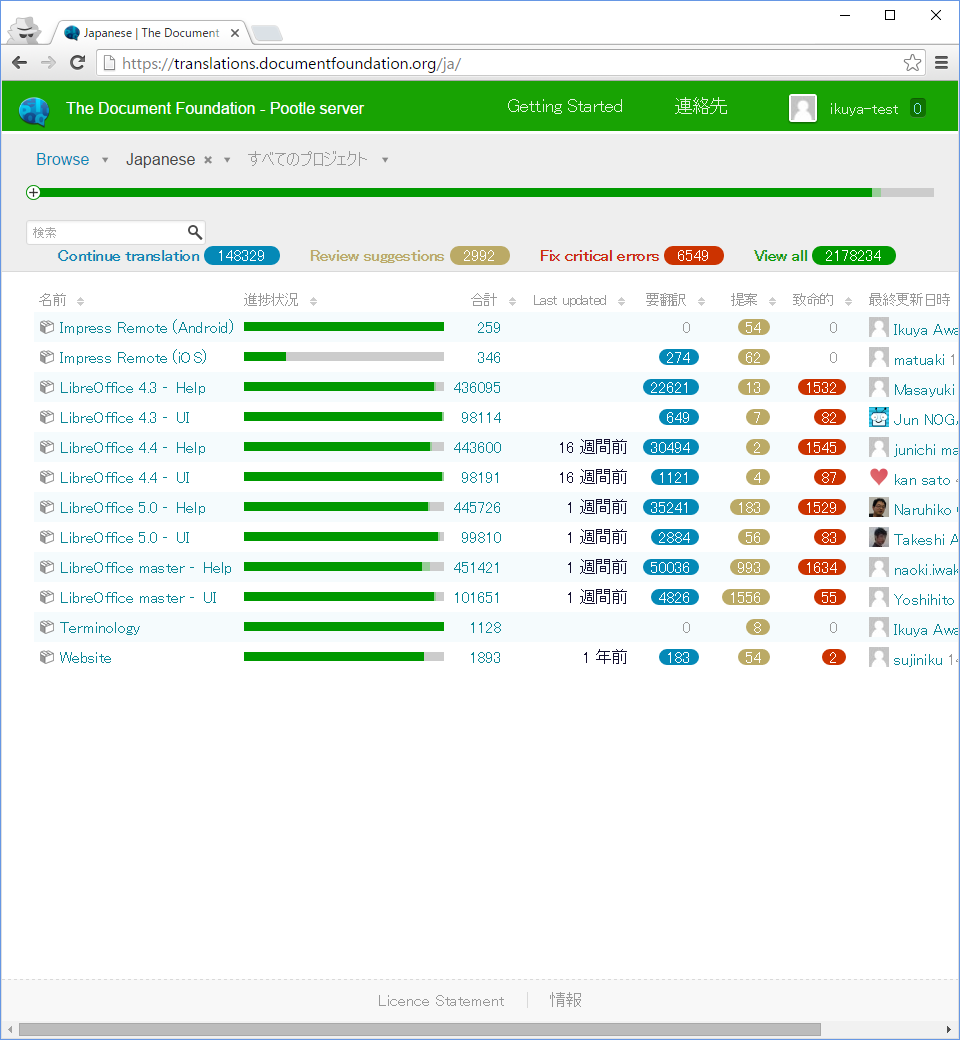 Japanese | The Document
https://translations.documentfoundation.org/ja/
The Document Foundation - Pootle server Getting Started 連絡先 ikuya-test 0
Browse Japanese すべてのプロジェクト
検索
Continue translation 148329 Review suggestions 2992 Fix critical errors 6549 View all 2178234
名前 進捗状況 合計 Last updated 要翻訳 提案 致命的 最終更新日時
Impress Remote (Android) 259 0 54 0 Ikuya Awa
Impress Remote (iOS) 346 274 62 0 matuaki 1
LibreOffice 4.3 - Help 436095 22621 13 1532 Masayuki
LibreOffice 4.3 - UI 98114 649 7 82 Jun NOGA
LibreOffice 4.4 - Help 443600 16 週間前 30494 2 1545 junichi ma
LibreOffice 4.4 - UI 98191 16 週間前 1121 4 87 kan sato
LibreOffice 5.0 - Help 445726 1 週間前 35241 183 1529 Naruhiko
LibreOffice 5.0 - UI 99810 1 週間前 2884 56 83 Takeshi A
LibreOffice master - Help 451421 1 週間前 50036 993 1634 naoki.iwak
LibreOffice master - UI 101651 1 週間前 4826 1556 55 Yoshihito
Terminology 1128 0 8 0 Ikuya Awa
Website 1893 1 年前 183 54 2 sujiniku 14
Licence Statement 情報